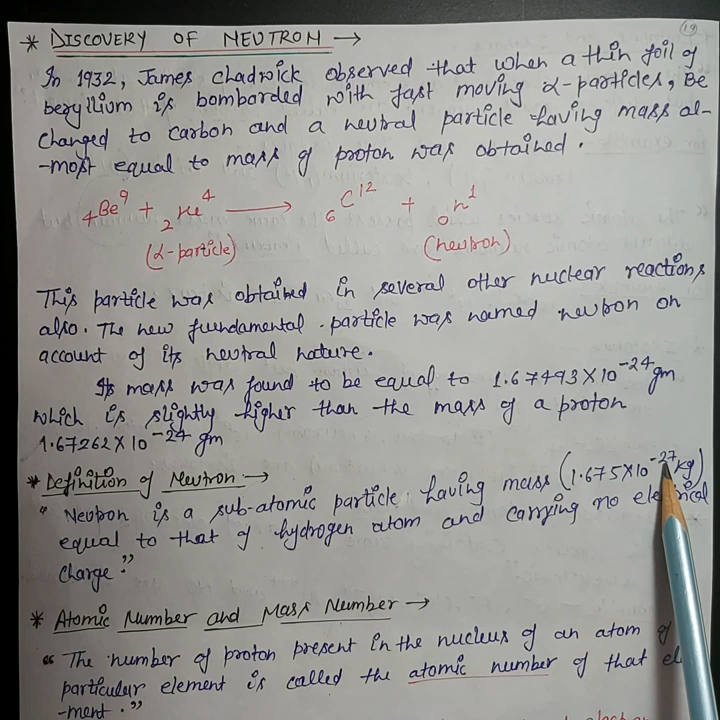 19
* DISCOVERY OF NEUTRON →
In 1932, James chadwick observed that when a thin foil of
beryllium is bombarded with fast moving α-particles, Be
changed to carbon and a neutral particle having mass al-
-most equal to mass of proton was obtained.
₄Be⁹ + ₂He⁴ → ₆C¹² + ₀n¹
(α-particle) (neutron)
This particle was obtained in several other nuclear reactions
also. The new fundamental particle was named neutron on
account of its neutral nature.
Its mass was found to be equal to 1.67493×10⁻²⁴ gm
which is slightly higher than the mass of a proton
1.67262×10⁻²⁴ gm
* Definition of Neutron :→
" Neutron is a sub-atomic particle having mass (1.675×10⁻²⁷ kg)
equal to that of hydrogen atom and carrying no electrical
charge."
* Atomic Number and Mass Number →
" The number of proton present in the nucleus of an atom of
particular element is called the atomic number of that el
-ment."